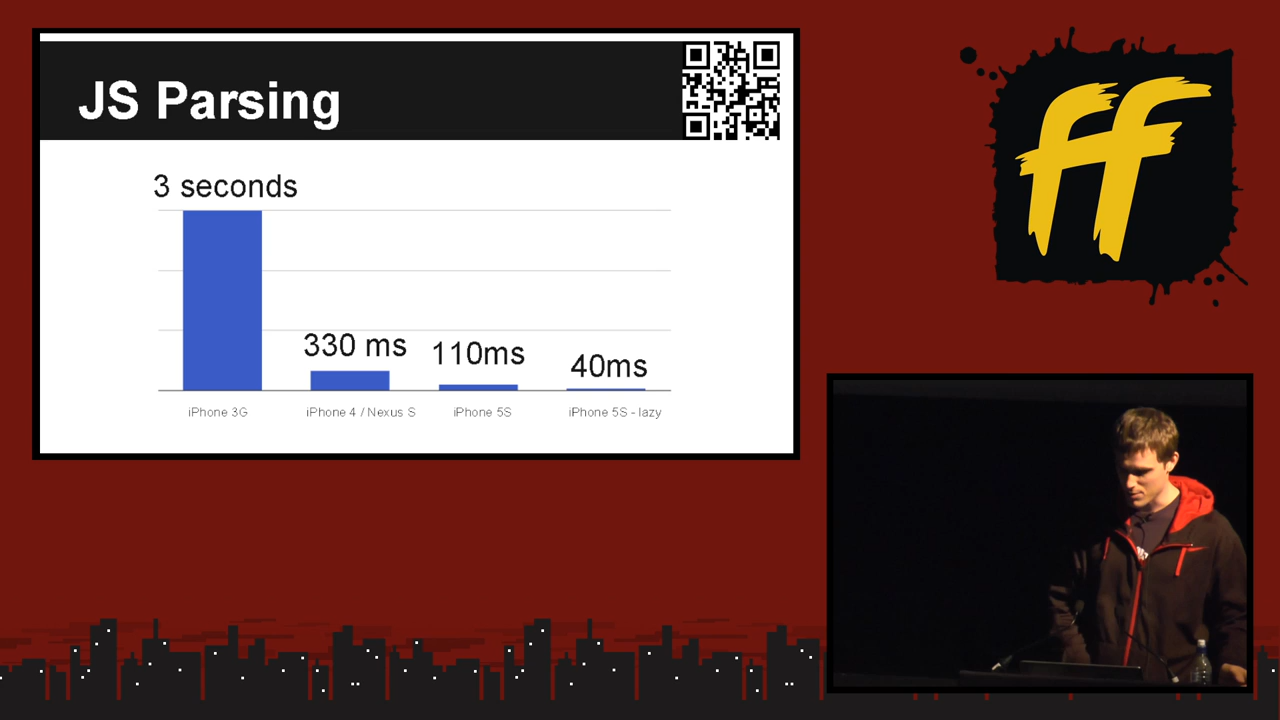 JS Parsing
3 seconds
330 ms
110ms
40ms
iPhone 3G
iPhone 4 / Nexus S
iPhone 5S
iPhone 5S - lazy
ff